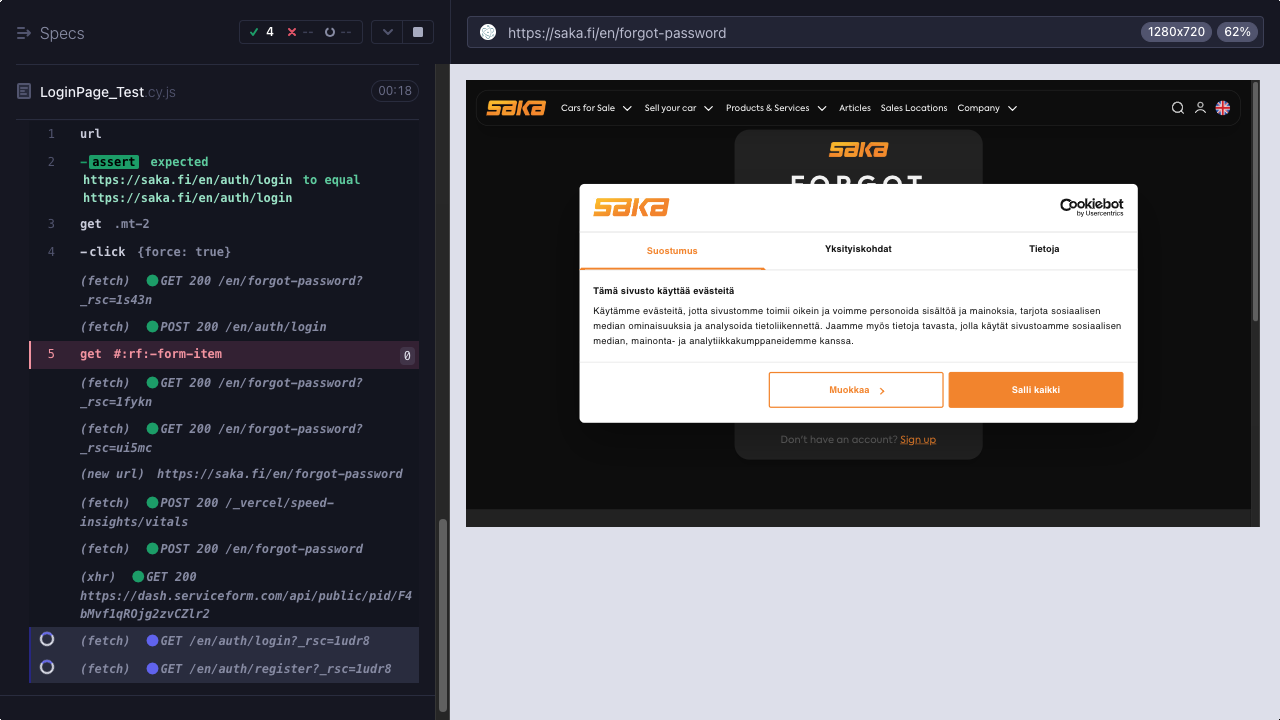 Specs
4
--
--
https://saka.fi/en/forgot-password
1280x720
62%
LoginPage_Test.cy.js
00:18
1 url
2 -assert expected
https://saka.fi/en/auth/login to equal
https://saka.fi/en/auth/login
3 get .mt-2
4 -click {force: true}
(fetch) GET 200 /en/forgot-password?
_rsc=1s43n
(fetch) POST 200 /en/auth/login
5 get #:rf:-form-item 0
(fetch) GET 200 /en/forgot-password?
_rsc=1fykn
(fetch) GET 200 /en/forgot-password?
_rsc=ui5mc
(new url) https://saka.fi/en/forgot-password
(fetch) POST 200 /_vercel/speed-
insights/vitals
(fetch) POST 200 /en/forgot-password
(xhr) GET 200
https://dash.serviceform.com/api/public/pid/F4
bMvf1qROjg2zvCZlr2
(fetch) GET /en/auth/login?_rsc=1udr8
(fetch) GET /en/auth/register?_rsc=1udr8
saka Cars for Sale Sell your car Products & Services Articles Sales Locations Company
saka
FORGOT
saka
Cookiebot
by Usercentrics
Suostumus Yksityiskohdat Tietoja
Tämä sivusto käyttää evästeitä
Käytämme evästeitä, jotta sivustomme toimii oikein ja voimme personoida sisältöä ja mainoksia, tarjota sosiaalisen
median ominaisuuksia ja analysoida tietoliikennettä. Jaamme myös tietoja tavasta, jolla käytät sivustoamme sosiaalisen
median, mainonta- ja analytiikkakumppaneidemme kanssa.
Muokkaa
Salli kaikki
Don't have an account? Sign up